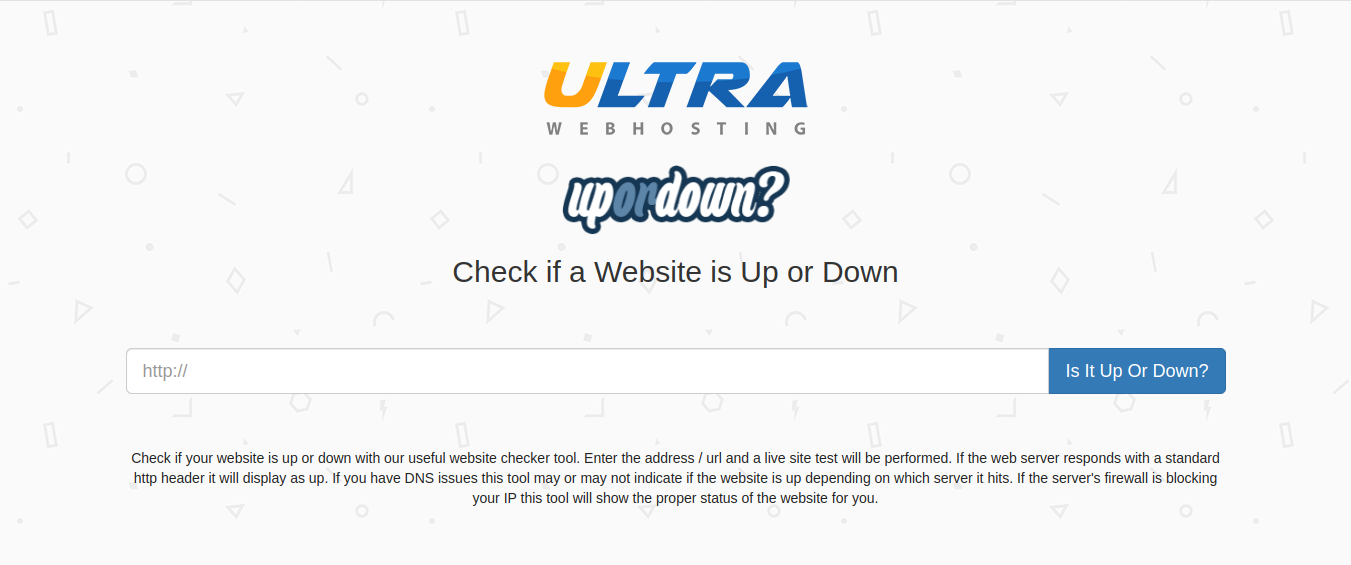 ULTRA
WEBHOSTING
upordown?
Check if a Website is Up or Down
http://
Is It Up Or Down?
Check if your website is up or down with our useful website checker tool. Enter the address / url and a live site test will be performed. If the web server responds with a standard
http header it will display as up. If you have DNS issues this tool may or may not indicate if the website is up depending on which server it hits. If the server's firewall is blocking
your IP this tool will show the proper status of the website for you.